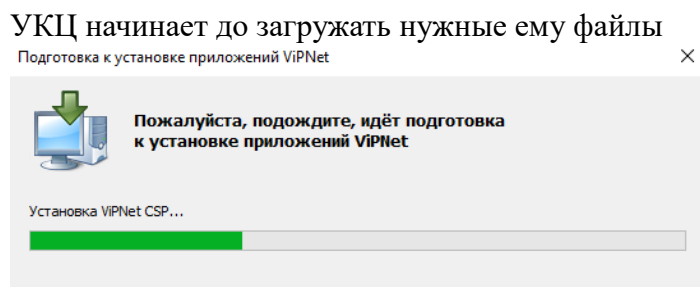 УКЦ начинает до загружать нужные ему файлы
Подготовка к установке приложений ViPNet
Пожалуйста, подождите, идёт подготовка
к установке приложений ViPNet
Установка ViPNet CSP...